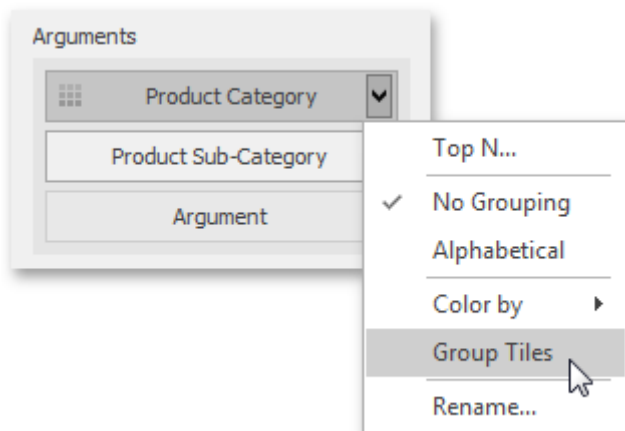 Arguments
Product Category
Product Sub-Category
Argument
Top N...
No Grouping
Alphabetical
Color by
Group Tiles
Rename...